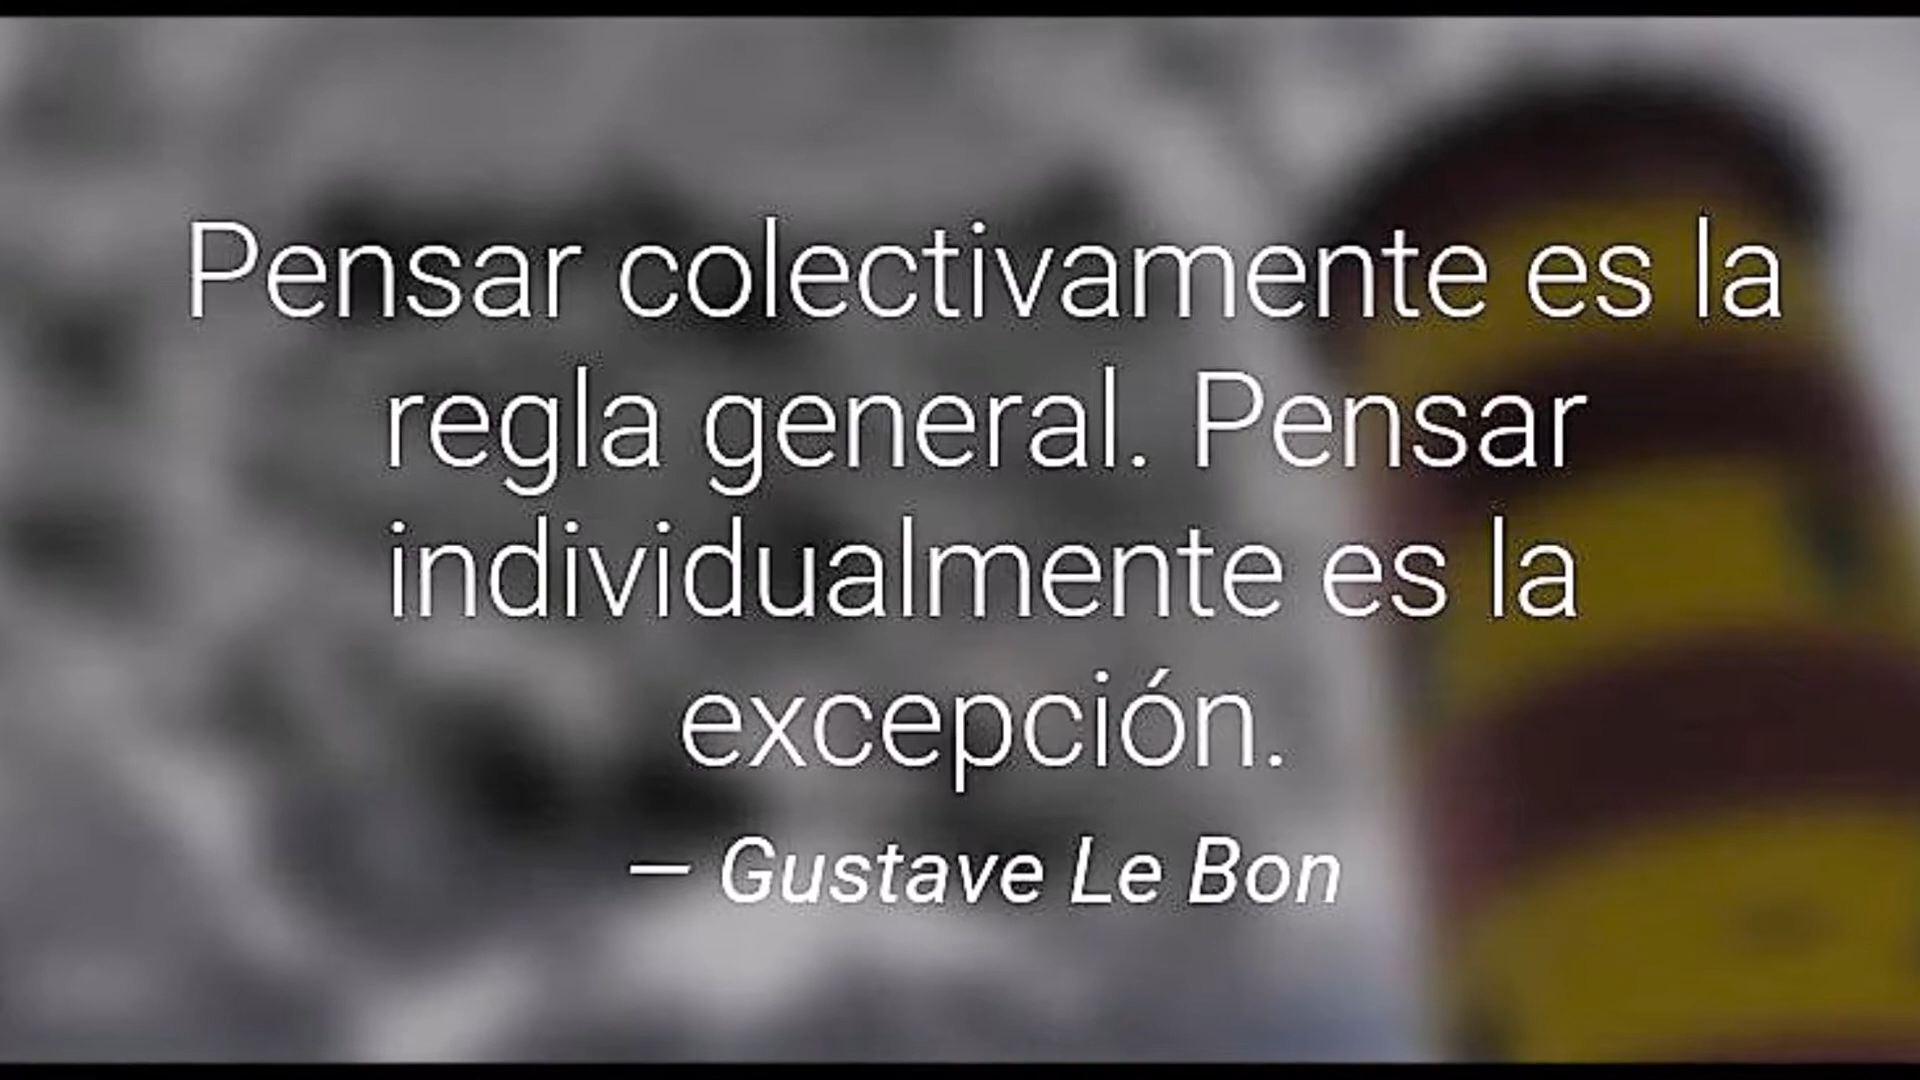 Pensar colectivamente es la
regla general. Pensar
individualmente es la
excepción.
— Gustave Le Bon